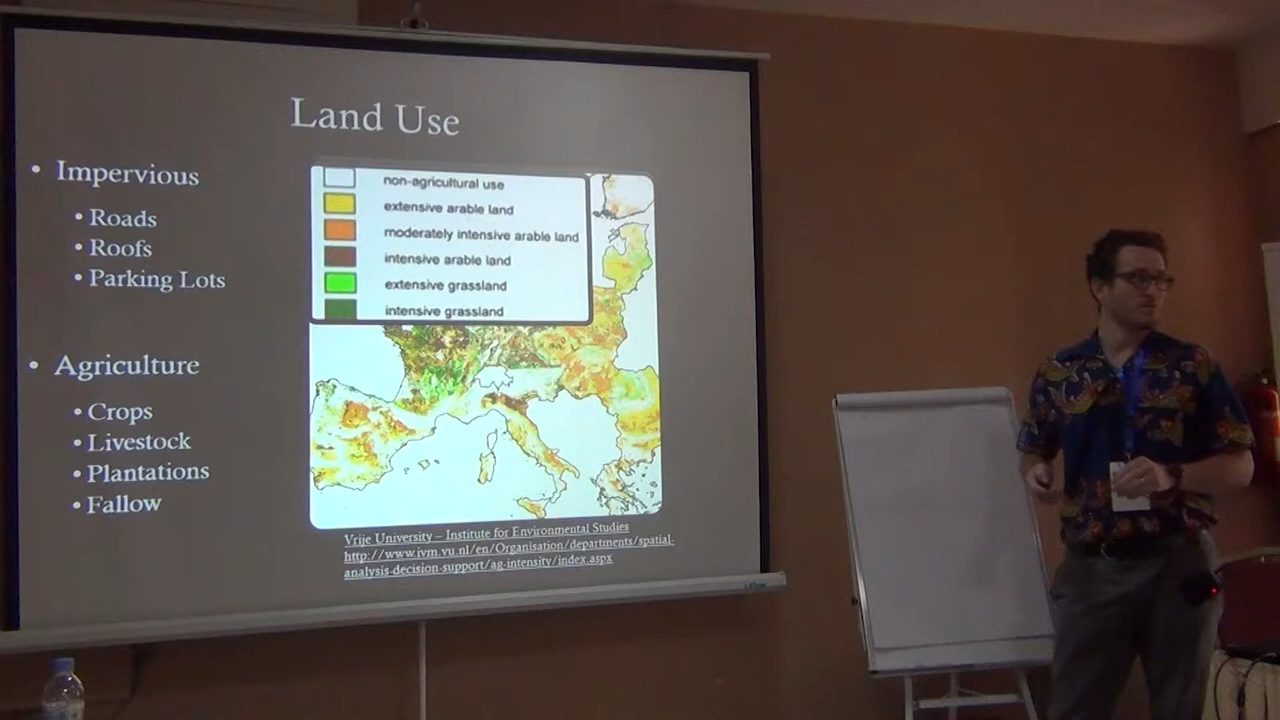 Land Use
• Impervious
• Roads
• Roofs
• Parking Lots
• Agriculture
• Crops
• Livestock
• Plantations
• Fallow
non-agricultural use
extensive arable land
moderately intensive arable land
intensive arable land
extensive grassland
intensive grassland
Vrije University – Institute for Environmental Studies
http://www.ivm.vu.nl/en/Organisation/departments/spatial-
analysis-decision-support/ag-intensity/index.aspx